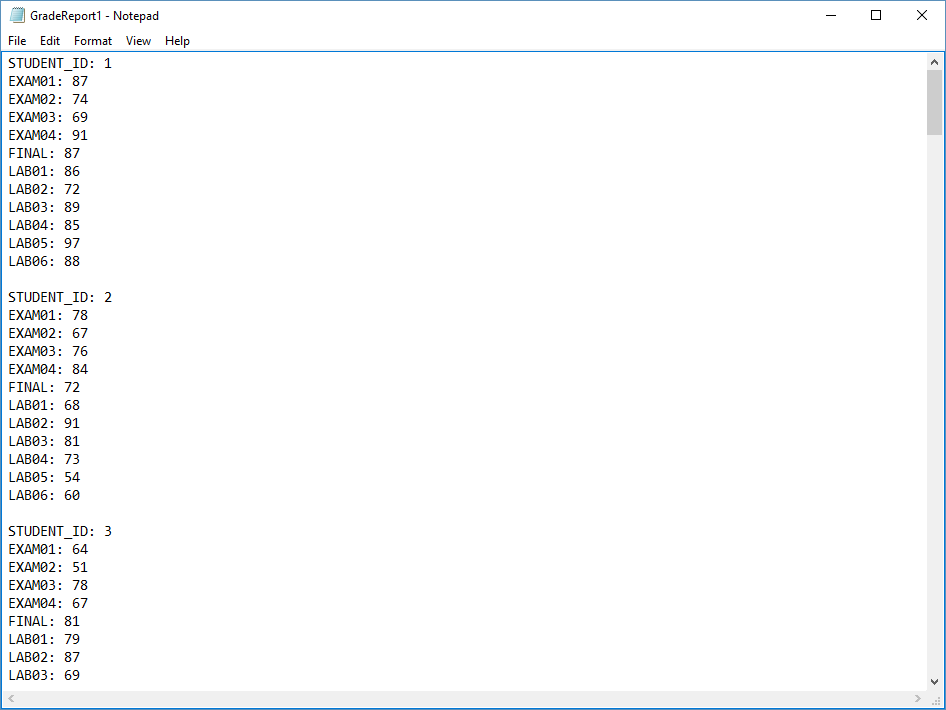 GradeReport1 - Notepad
File Edit Format View Help
STUDENT_ID: 1
EXAM01: 87
EXAM02: 74
EXAM03: 69
EXAM04: 91
FINAL: 87
LAB01: 86
LAB02: 72
LAB03: 89
LAB04: 85
LAB05: 97
LAB06: 88

STUDENT_ID: 2
EXAM01: 78
EXAM02: 67
EXAM03: 76
EXAM04: 84
FINAL: 72
LAB01: 68
LAB02: 91
LAB03: 81
LAB04: 73
LAB05: 54
LAB06: 60

STUDENT_ID: 3
EXAM01: 64
EXAM02: 51
EXAM03: 78
EXAM04: 67
FINAL: 81
LAB01: 79
LAB02: 87
LAB03: 69